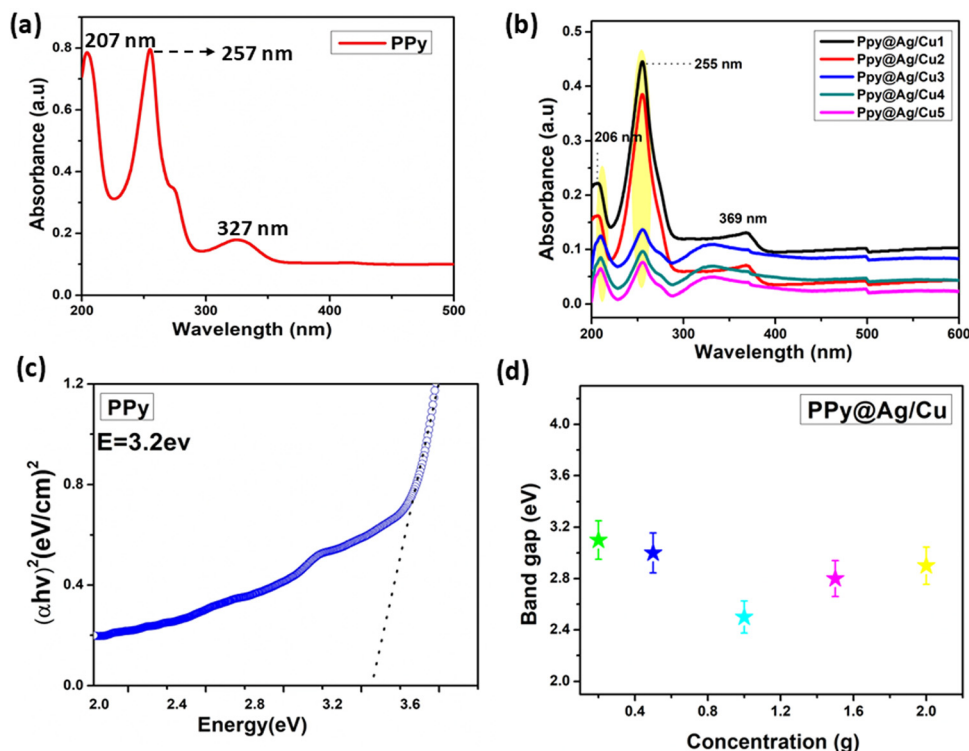 (a)
207 nm
257 nm
327 nm
PPy
Absorbance (a.u)
0.8
0.6
0.4
0.2
0.0
200 300 400 500
Wavelength (nm)
(b)
Ppy@Ag/Cu1
Ppy@Ag/Cu2
Ppy@Ag/Cu3
Ppy@Ag/Cu4
Ppy@Ag/Cu5
255 nm
206 nm
369 nm
Absorbance (a.u)
0.5
0.4
0.3
0.2
0.1
0.0
200 300 400 500 600
Wavelength (nm)
(c)
PPy
E=3.2ev
(αhν)²(eV/cm)²
1.2
0.8
0.4
0.0
2.0 2.4 2.8 3.2 3.6
Energy(eV)
(d)
PPy@Ag/Cu
Band gap (eV)
4.0
3.6
3.2
2.8
2.4
2.0
0.4 0.8 1.2 1.6 2.0
Concentration (g)